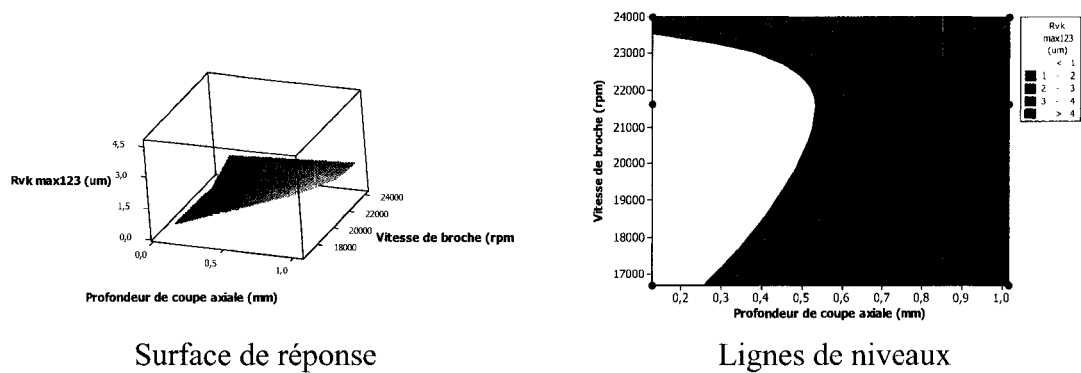 4,5
Rvk max123 (um)
3,0
1,5
0,0
0,0
0,5
1,0
18000
20000
22000
24000
Vitesse de broche (rpm
Profondeur de coupe axiale (mm)
Surface de réponse
24000
23000
22000
21000
20000
19000
18000
17000
Vitesse de broche (rpm)
0,2 0,3 0,4 0,5 0,6 0,7 0,8 0,9 1,0
Profondeur de coupe axiale (mm)
Rvk
max123
(um)
< 1
1 - 2
2 - 3
3 - 4
> 4
Lignes de niveaux